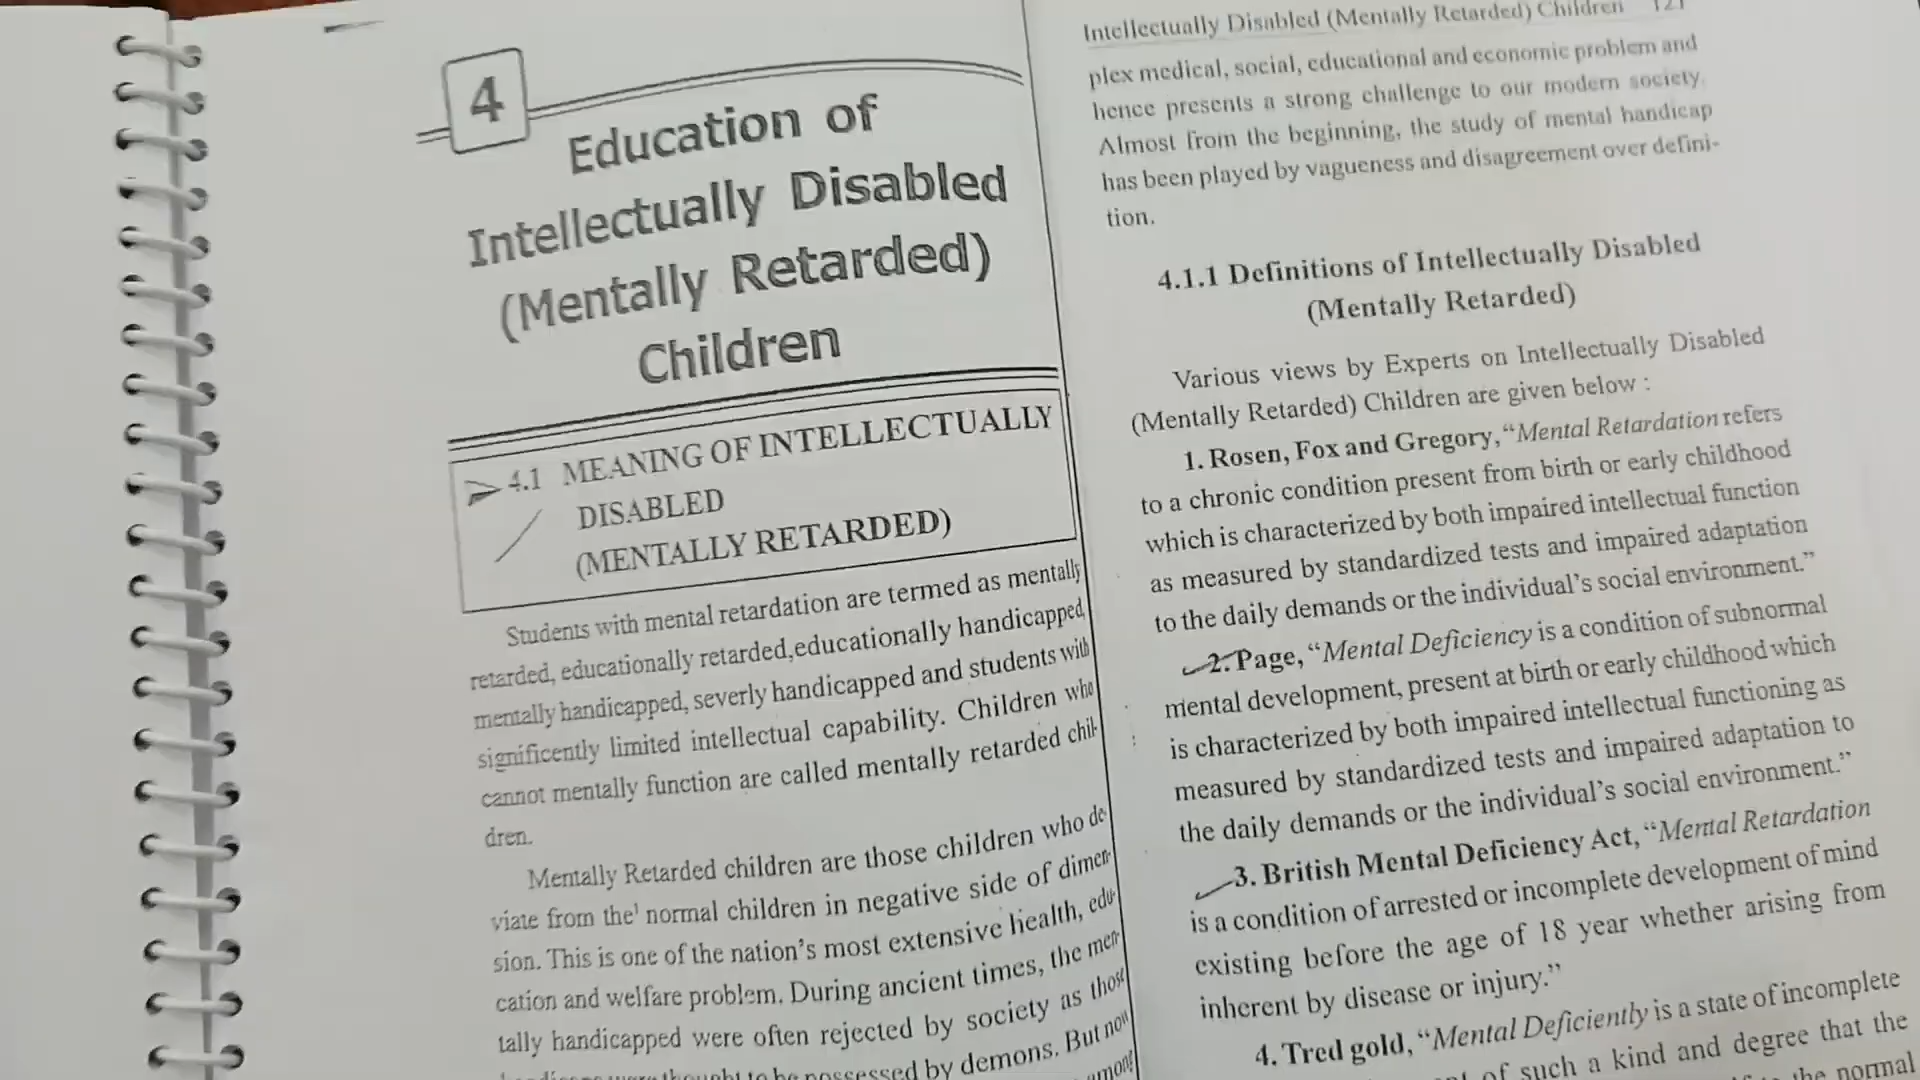 4
Education of
Intellectually Disabled
(Mentally Retarded)
Children
4.1 MEANING OF INTELLECTUALLY
DISABLED
(MENTALLY RETARDED)
Students with mental retardation are termed as mentally
retarded, educationally retarded,educationally handicapped,
mentally handicapped, severly handicapped and students with
significently limited intellectual capability. Children who
cannot mentally function are called mentally retarded chil-
dren.
Mentally Retarded children are those children who de-
viate from the' normal children in negative side of dimen-
sion. This is one of the nation's most extensive health, edu-
cation and welfare problem. During ancient times, the men-
tally handicapped were often rejected by society as those
thought to be possessed by demons. But now
among
Intellectually Disabled (Mentally Retarded) Children 121
plex medical, social, educational and economic problem and
hence presents a strong challenge to our modern society.
Almost from the beginning, the study of mental handicap
has been played by vagueness and disagreement over defini-
tion.
4.1.1 Definitions of Intellectually Disabled
(Mentally Retarded)
Various views by Experts on Intellectually Disabled
(Mentally Retarded) Children are given below :
1. Rosen, Fox and Gregory, "Mental Retardation refers
to a chronic condition present from birth or early childhood
which is characterized by both impaired intellectual function
as measured by standardized tests and impaired adaptation
to the daily demands or the individual's social environment."
2. Page, "Mental Deficiency is a condition of subnormal
mental development, present at birth or early childhood which
is characterized by both impaired intellectual functioning as
measured by standardized tests and impaired adaptation to
the daily demands or the individual's social environment."
3. British Mental Deficiency Act, "Mental Retardation
is a condition of arrested or incomplete development of mind
existing before the age of 18 year whether arising from
inherent by disease or injury."
4. Tred gold, "Mental Deficiently is a state of incomplete
of such a kind and degree that the
the normal